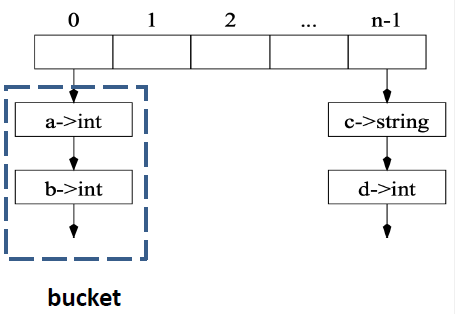 0 1 2 ... n-1
a->int c->string
b->int d->int
bucket